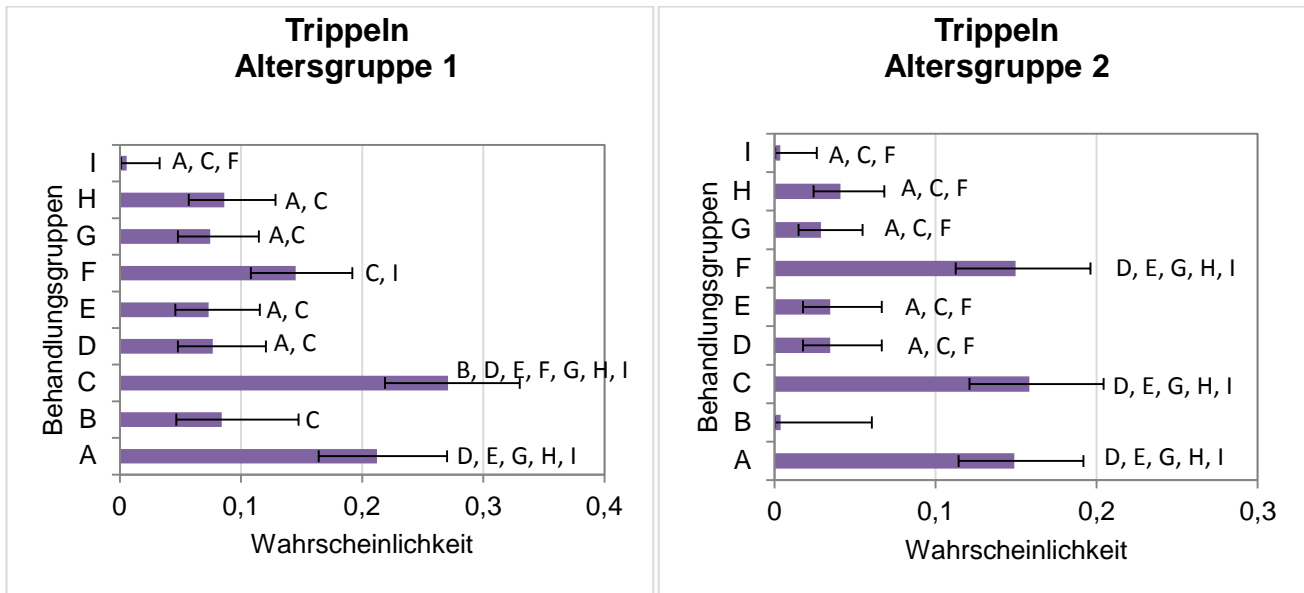 Trippeln
Altersgruppe 1
Behandlungsgruppen
I
A, C, F
H
A, C
G
A,C
F
C, I
E
A, C
D
A, C
C
B, D, E, F, G, H, I
B
C
A
D, E, G, H, I
0
0,1
0,2
0,3
0,4
Wahrscheinlichkeit
Trippeln
Altersgruppe 2
Behandlungsgruppen
I
A, C, F
H
A, C, F
G
A, C, F
F
D, E, G, H, I
E
A, C, F
D
A, C, F
C
D, E, G, H, I
B
A
D, E, G, H, I
0
0,1
0,2
0,3
Wahrscheinlichkeit